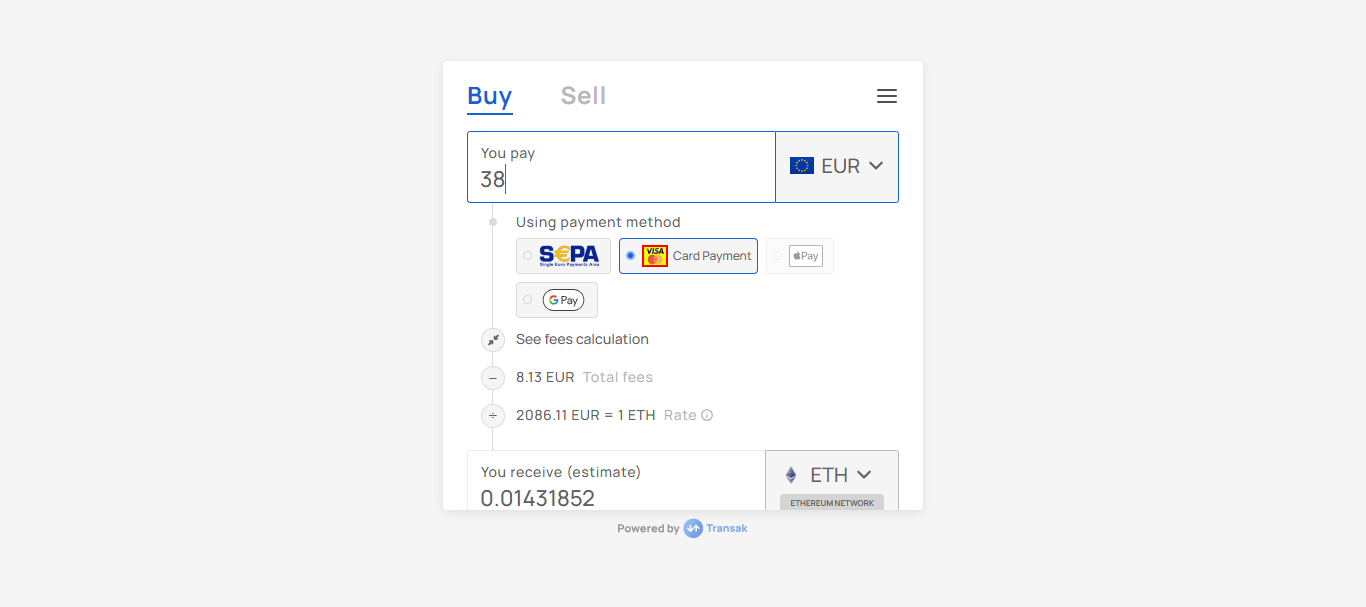 Buy Sell
You pay
38
EUR
Using payment method
S€PA
Single Euro Payments Area
VISA
Card Payment
Pay
G Pay
See fees calculation
8.13 EUR Total fees
2086.11 EUR = 1 ETH Rate
You receive (estimate)
0.01431852
ETH
ETHEREUM NETWORK
Powered by Transak